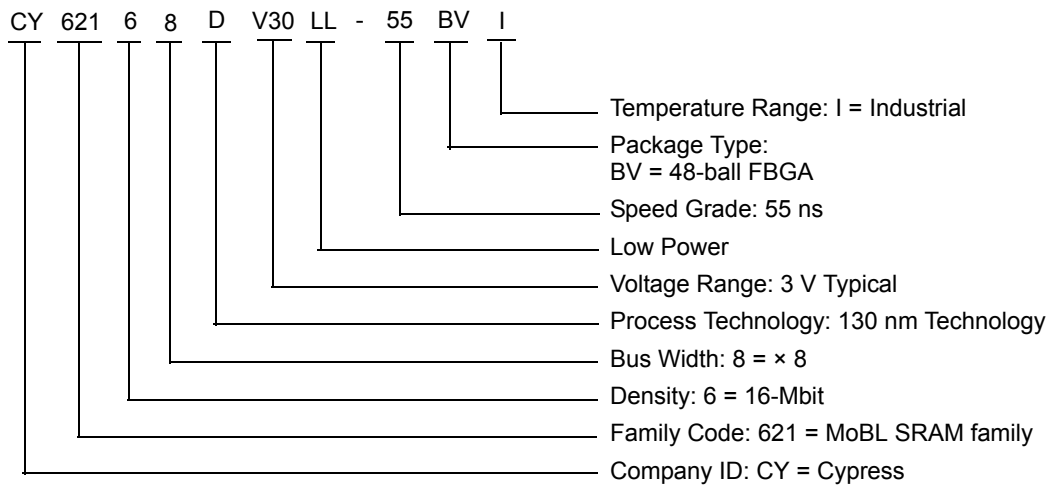 CY 621 6 8 D V30 LL - 55 BV I
Temperature Range: I = Industrial
Package Type:
BV = 48-ball FBGA
Speed Grade: 55 ns
Low Power
Voltage Range: 3 V Typical
Process Technology: 130 nm Technology
Bus Width: 8 = × 8
Density: 6 = 16-Mbit
Family Code: 621 = MoBL SRAM family
Company ID: CY = Cypress